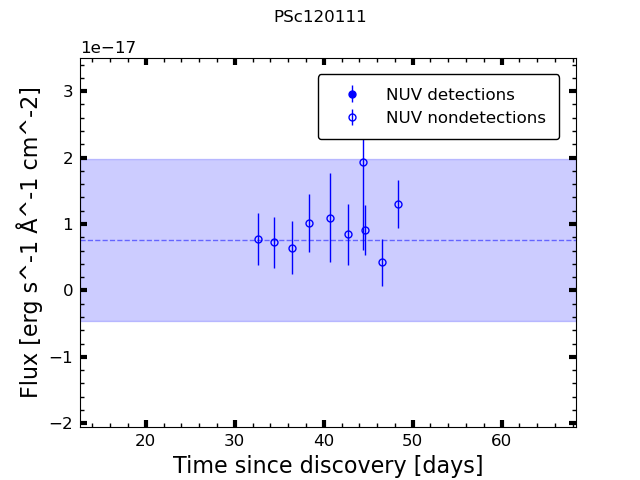 PSc120111
1e−17
NUV detections
NUV nondetections
3
2
1
0
−1
−2
Flux [erg s^-1 Å^-1 cm^-2]
20 30 40 50 60
Time since discovery [days]